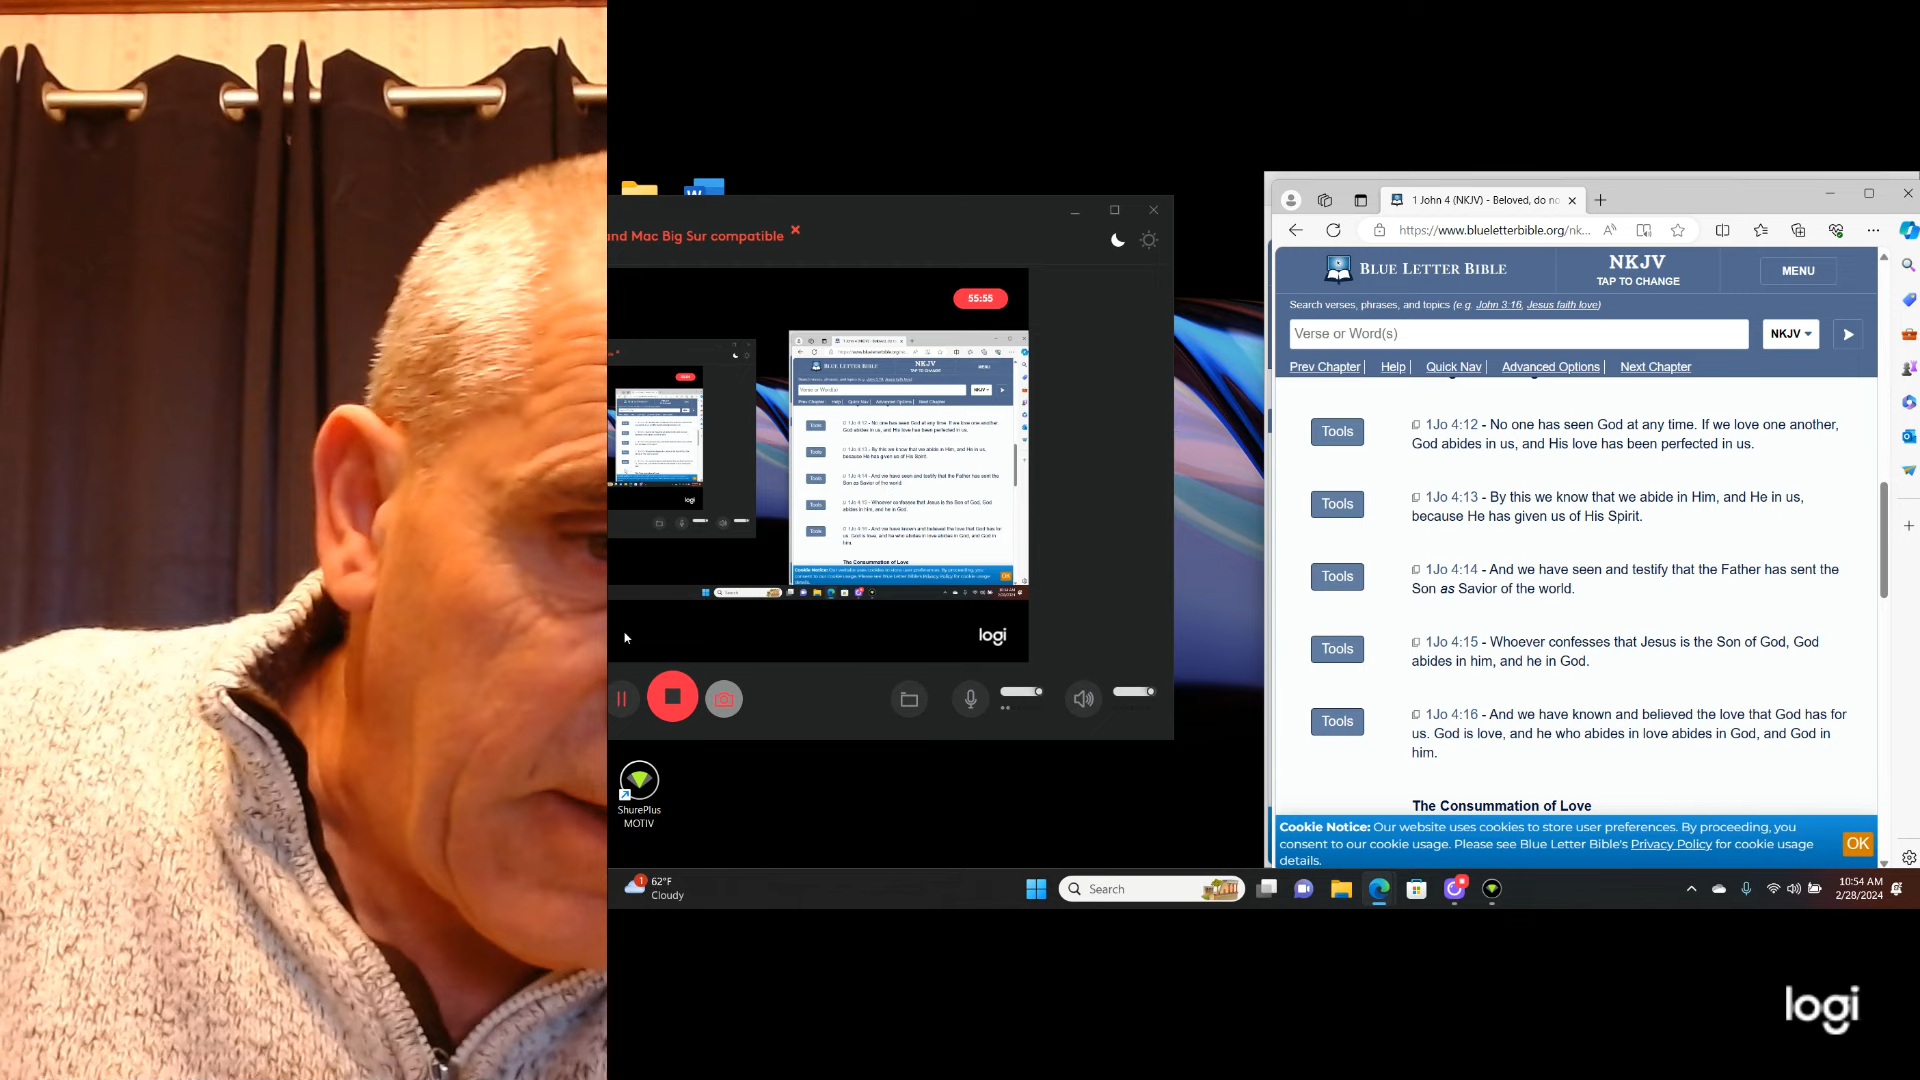 and Mac Big Sur compatible
55:55
logi
ShurePlus
MOTIV
62°F
Cloudy
Search
1 John 4 (NKJV) - Beloved, do no
https://www.blueletterbible.org/nk...
BLUE LETTER BIBLE
NKJV
TAP TO CHANGE
MENU
Search verses, phrases, and topics (e.g. John 3:16, Jesus faith love)
Verse or Word(s)
NKJV
Prev Chapter
Help
Quick Nav
Advanced Options
Next Chapter
Tools
1Jo 4:12 - No one has seen God at any time. If we love one another,
God abides in us, and His love has been perfected in us.
Tools
1Jo 4:13 - By this we know that we abide in Him, and He in us,
because He has given us of His Spirit.
Tools
1Jo 4:14 - And we have seen and testify that the Father has sent the
Son as Savior of the world.
Tools
1Jo 4:15 - Whoever confesses that Jesus is the Son of God, God
abides in him, and he in God.
Tools
1Jo 4:16 - And we have known and believed the love that God has for
us. God is love, and he who abides in love abides in God, and God in
him.
The Consummation of Love
Cookie Notice: Our website uses cookies to store user preferences. By proceeding, you
consent to our cookie usage. Please see Blue Letter Bible's Privacy Policy for cookie usage
details.
OK
10:54 AM
2/28/2024
logi